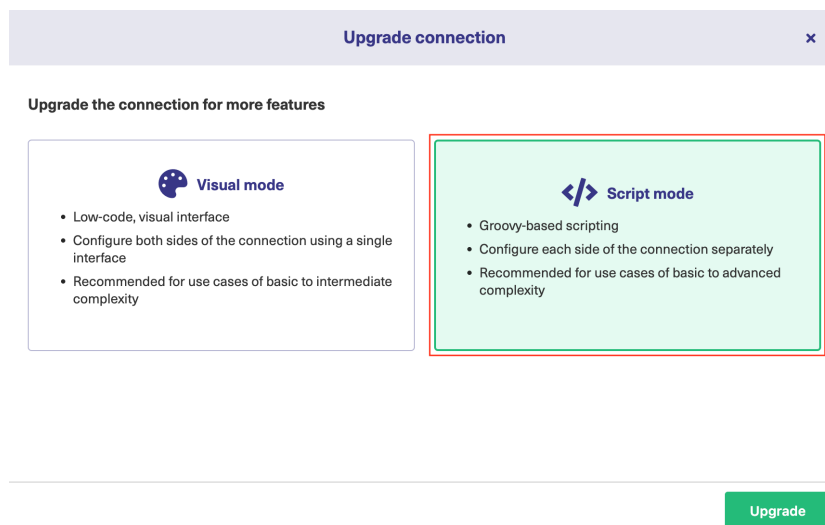 Upgrade connection
×
Upgrade the connection for more features
Visual mode
• Low-code, visual interface
• Configure both sides of the connection using a single
interface
• Recommended for use cases of basic to intermediate
complexity
</> Script mode
• Groovy-based scripting
• Configure each side of the connection separately
• Recommended for use cases of basic to advanced
complexity
Upgrade